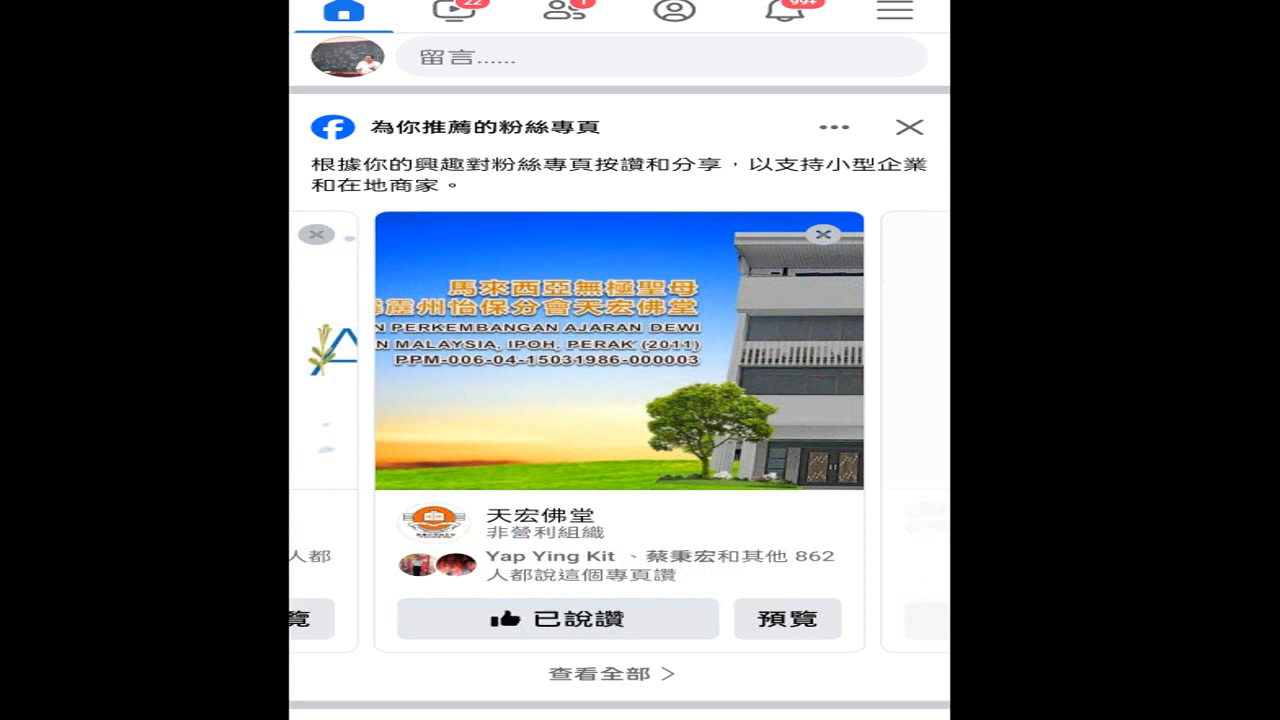 22
1
99+
留言......
為你推薦的粉絲專頁
根據你的興趣對粉絲專頁按讚和分享，以支持小型企業
和在地商家。
馬來西亞無極聖母
霹靂州怡保分會天宏佛堂
N PERKEMBANGAN AJARAN DEWI
N MALAYSIA, IPOH, PERAK (2011)
PPM-006-04-15031986-000003
天宏佛堂
非營利組織
人都
Yap Ying Kit 、蔡秉宏和其他 862
人都說這個專頁讚
覽
已說讚
預覽
查看全部